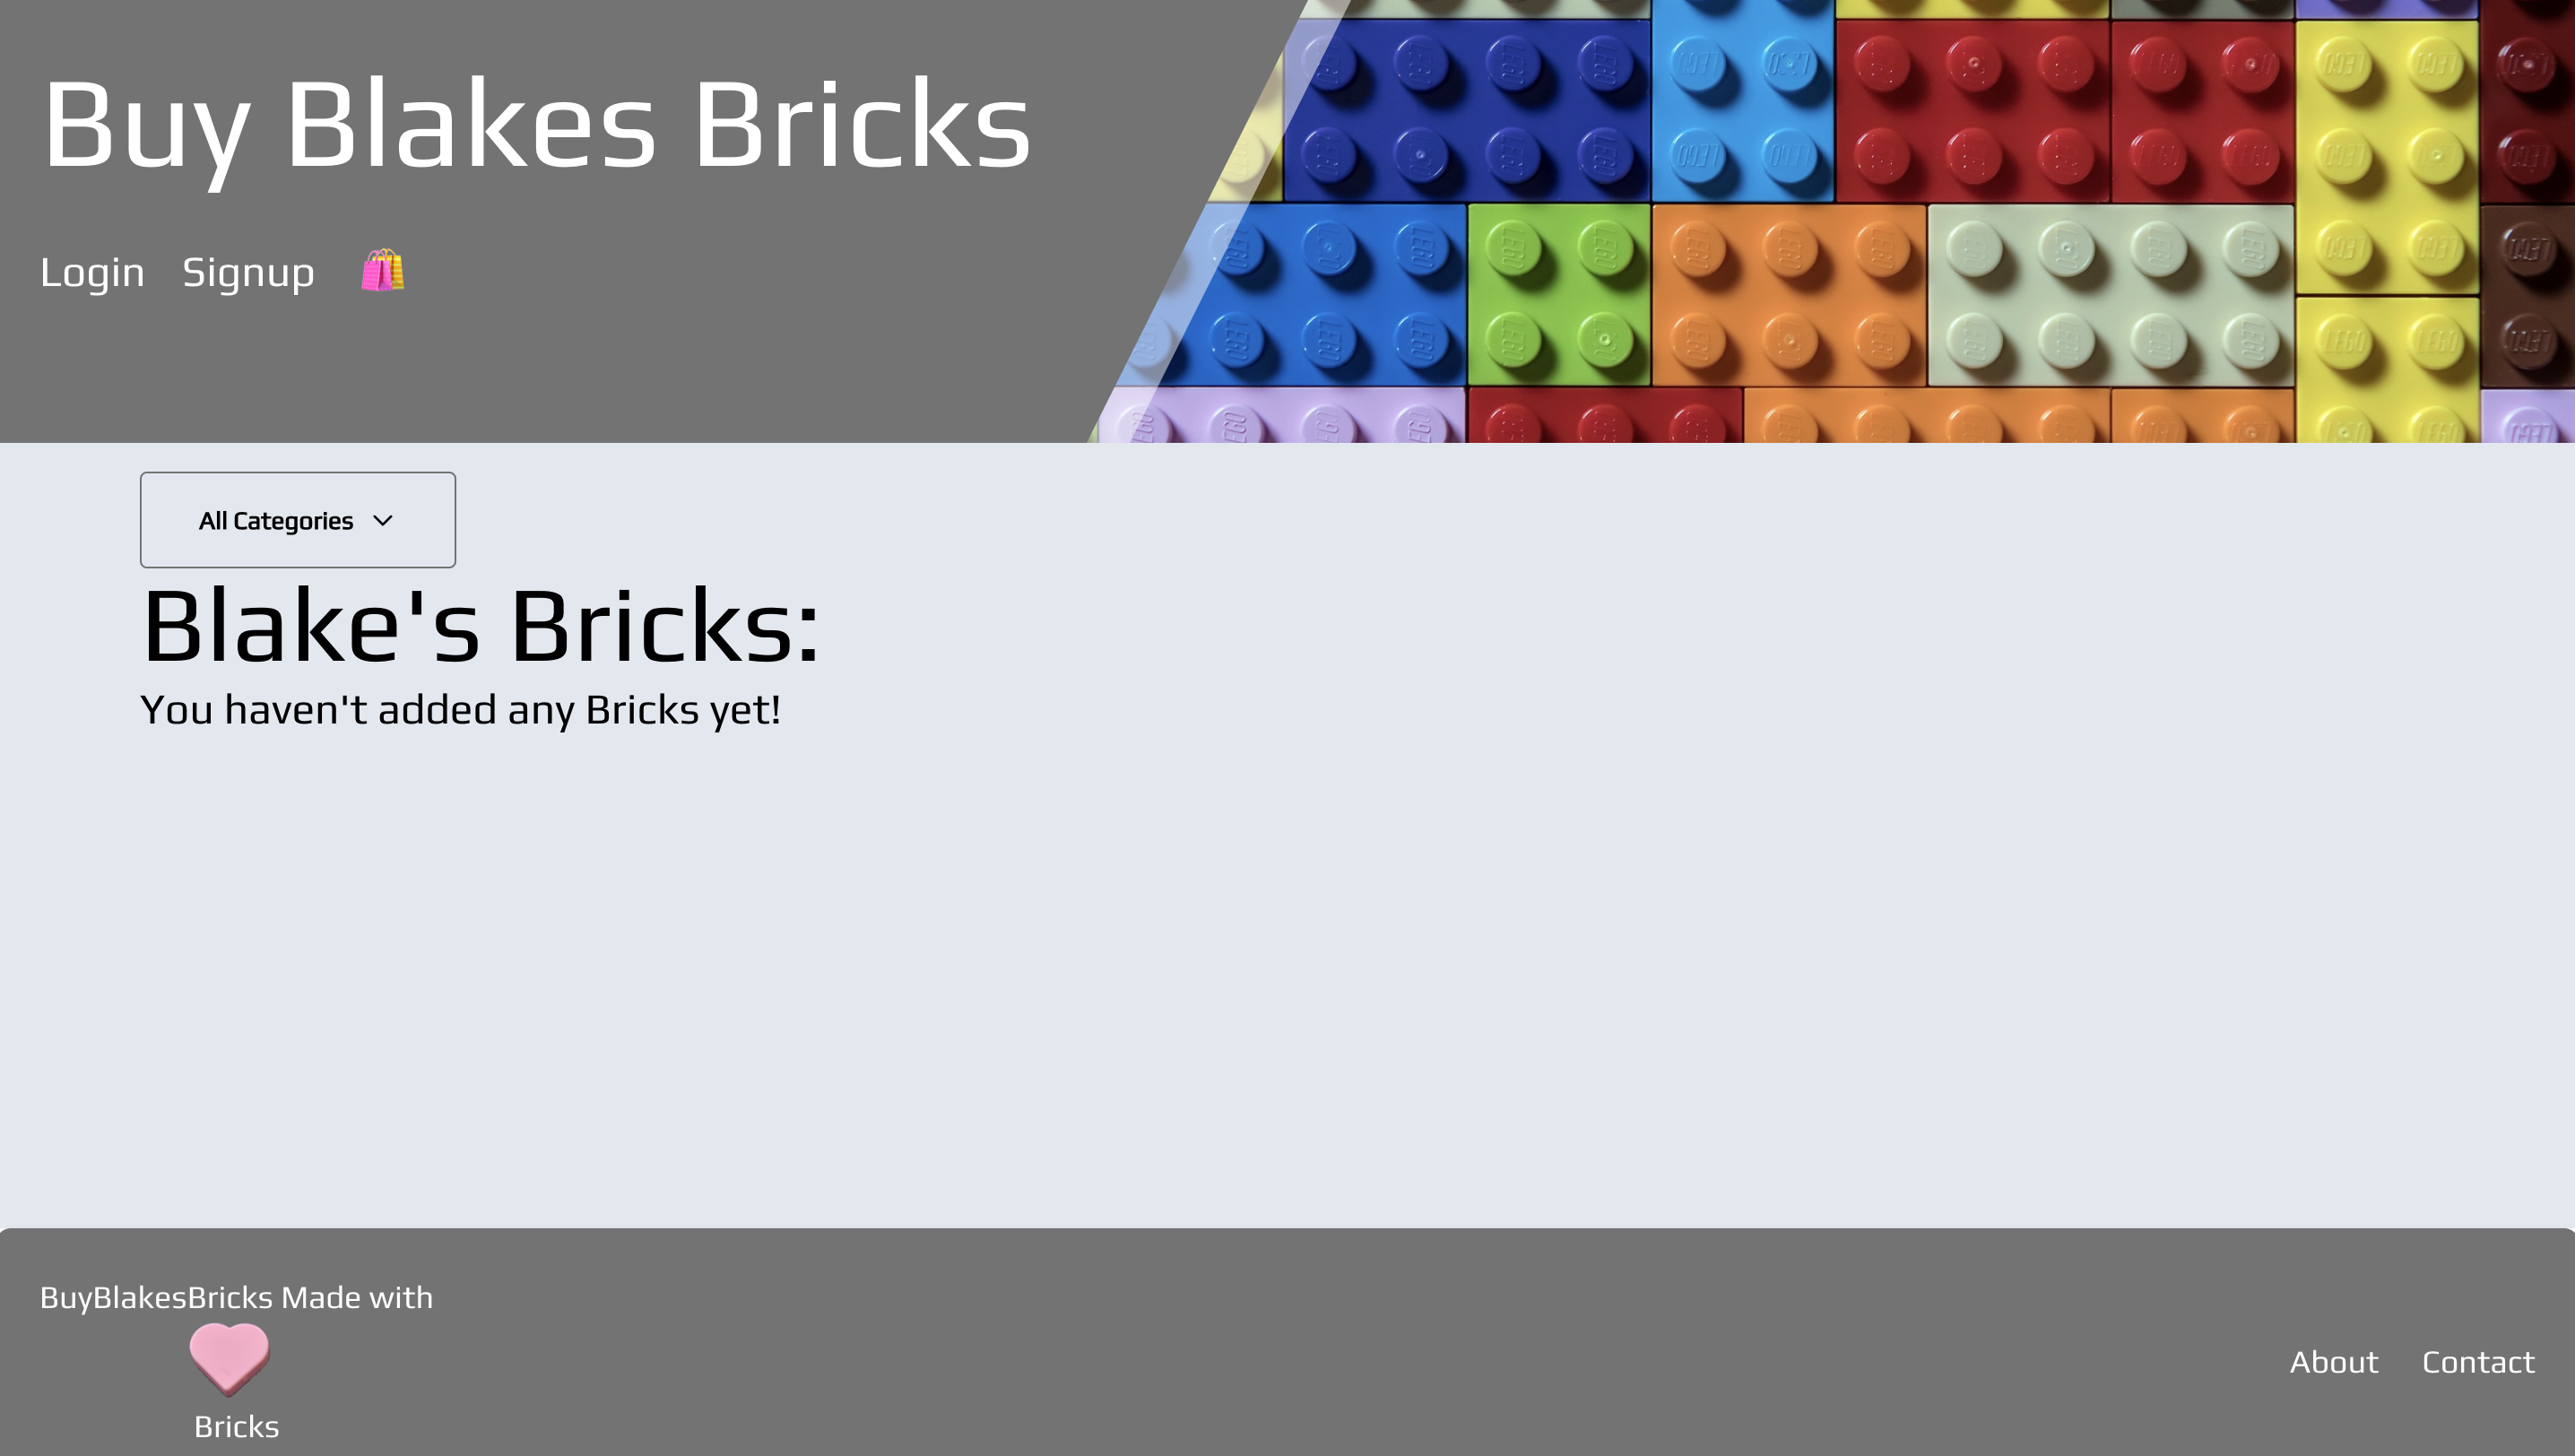 Buy Blakes Bricks
Login Signup
All Categories
Blake's Bricks:
You haven't added any Bricks yet!
BuyBlakesBricks Made with
Bricks
About Contact